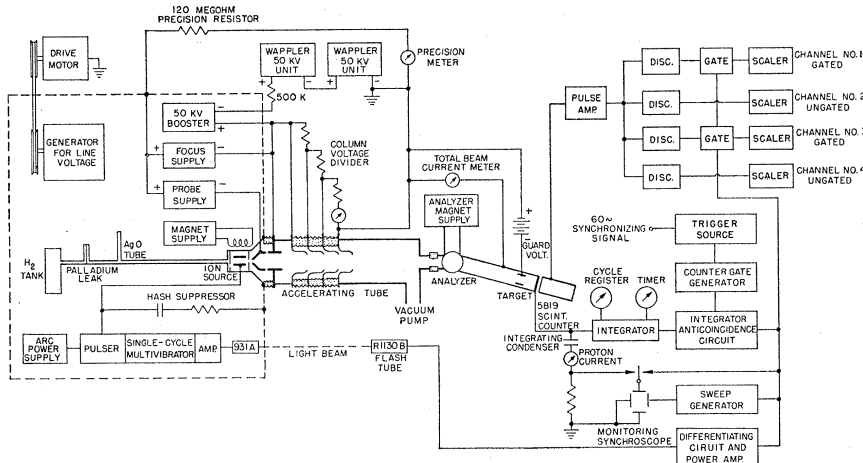 120 MEGOHM
PRECISION RESISTOR
DRIVE
MOTOR
WAPPLER
50 KV
UNIT
WAPPLER
50 KV
UNIT
PRECISION
METER
+
-
+
-
500 K
50 KV
BOOSTER
-
+
GENERATOR
FOR LINE
VOLTAGE
+
FOCUS
SUPPLY
-
+
PROBE
SUPPLY
-
COLUMN
VOLTAGE
DIVIDER
TOTAL BEAM
CURRENT METER
MAGNET
SUPPLY
ANALYZER
MAGNET
SUPPLY
AgO
TUBE
H2
TANK
PALLADIUM
LEAK
ION
SOURCE
ACCELERATING TUBE
VACUUM
PUMP
ANALYZER
TARGET
+
GUARD
VOLT.
5819
SCINT.
COUNTER
HASH SUPPRESSOR
ARC
POWER
SUPPLY
PULSER
SINGLE-CYCLE
MULTIVIBRATOR
AMP.
931A
LIGHT BEAM
R1130B
FLASH
TUBE
INTEGRATING
CONDENSER
PROTON
CURRENT
PULSE
AMP.
DISC.
GATE
SCALER
CHANNEL NO. 1
GATED
DISC.
SCALER
CHANNEL NO. 2
UNGATED
DISC.
GATE
SCALER
CHANNEL NO.
GATED
DISC.
SCALER
CHANNEL NO. 4
UNGATED
60~
SYNCHRONIZING
SIGNAL
TRIGGER
SOURCE
CYCLE
REGISTER
TIMER
COUNTER GATE
GENERATOR
INTEGRATOR
INTEGRATOR
ANTICOINCIDENCE
CIRCUIT
SWEEP
GENERATOR
MONITORING
SYNCHROSCOPE
DIFFERENTIATING
CIRUIT AND
POWER AMP.